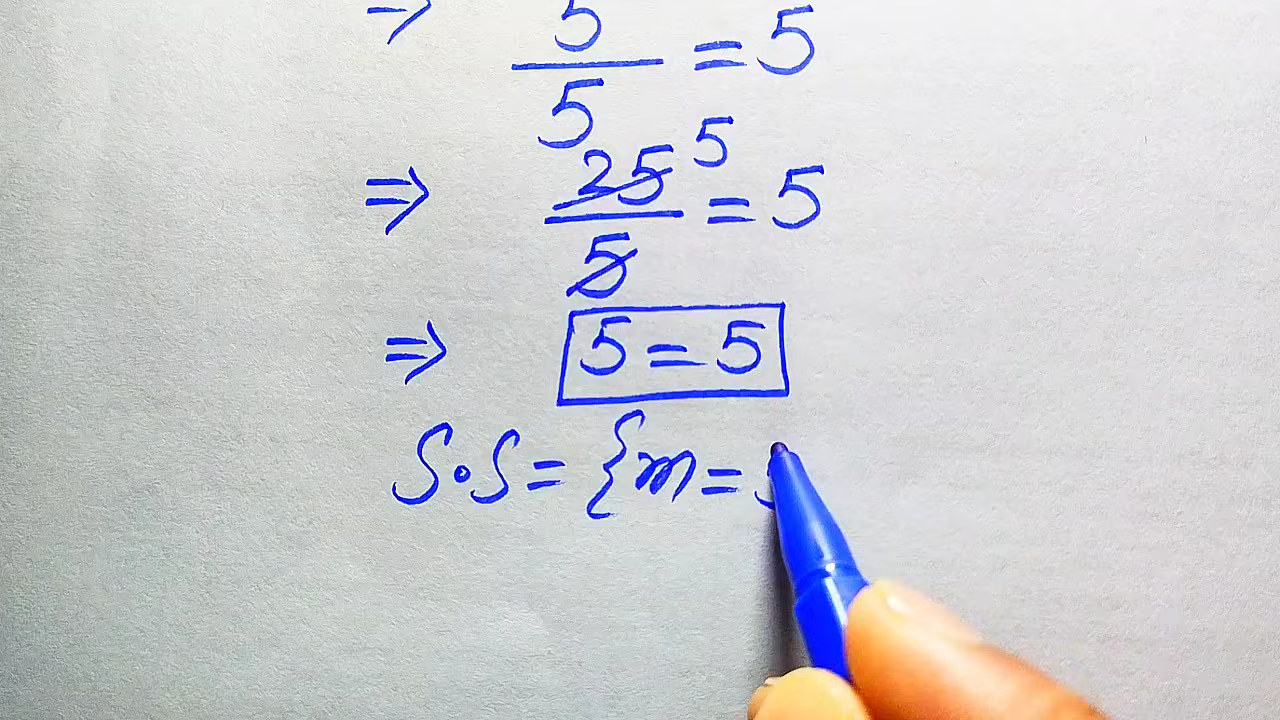 ⇒ 5/5 = 5
⇒ 25/5 5 = 5
⇒ 5 = 5
S.S = {m =